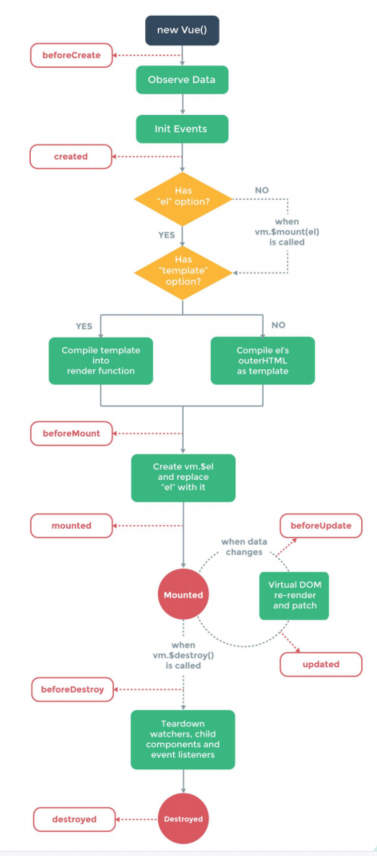 new Vue()
beforeCreate
Observe Data
Init Events
created
Has
"el" option?
NO
when
vm.$mount(el)
is called
YES
Has
"template"
option?
YES
NO
Compile template
into
render function
Compile el's
outerHTML
as template
beforeMount
Create vm.$el
and replace
"el" with it
mounted
beforeUpdate
when data
changes
Mounted
Virtual DOM
re-render
and patch
when
vm.$destroy()
is called
updated
beforeDestroy
Teardown
watchers, child
components and
event listeners
destroyed
Destroyed